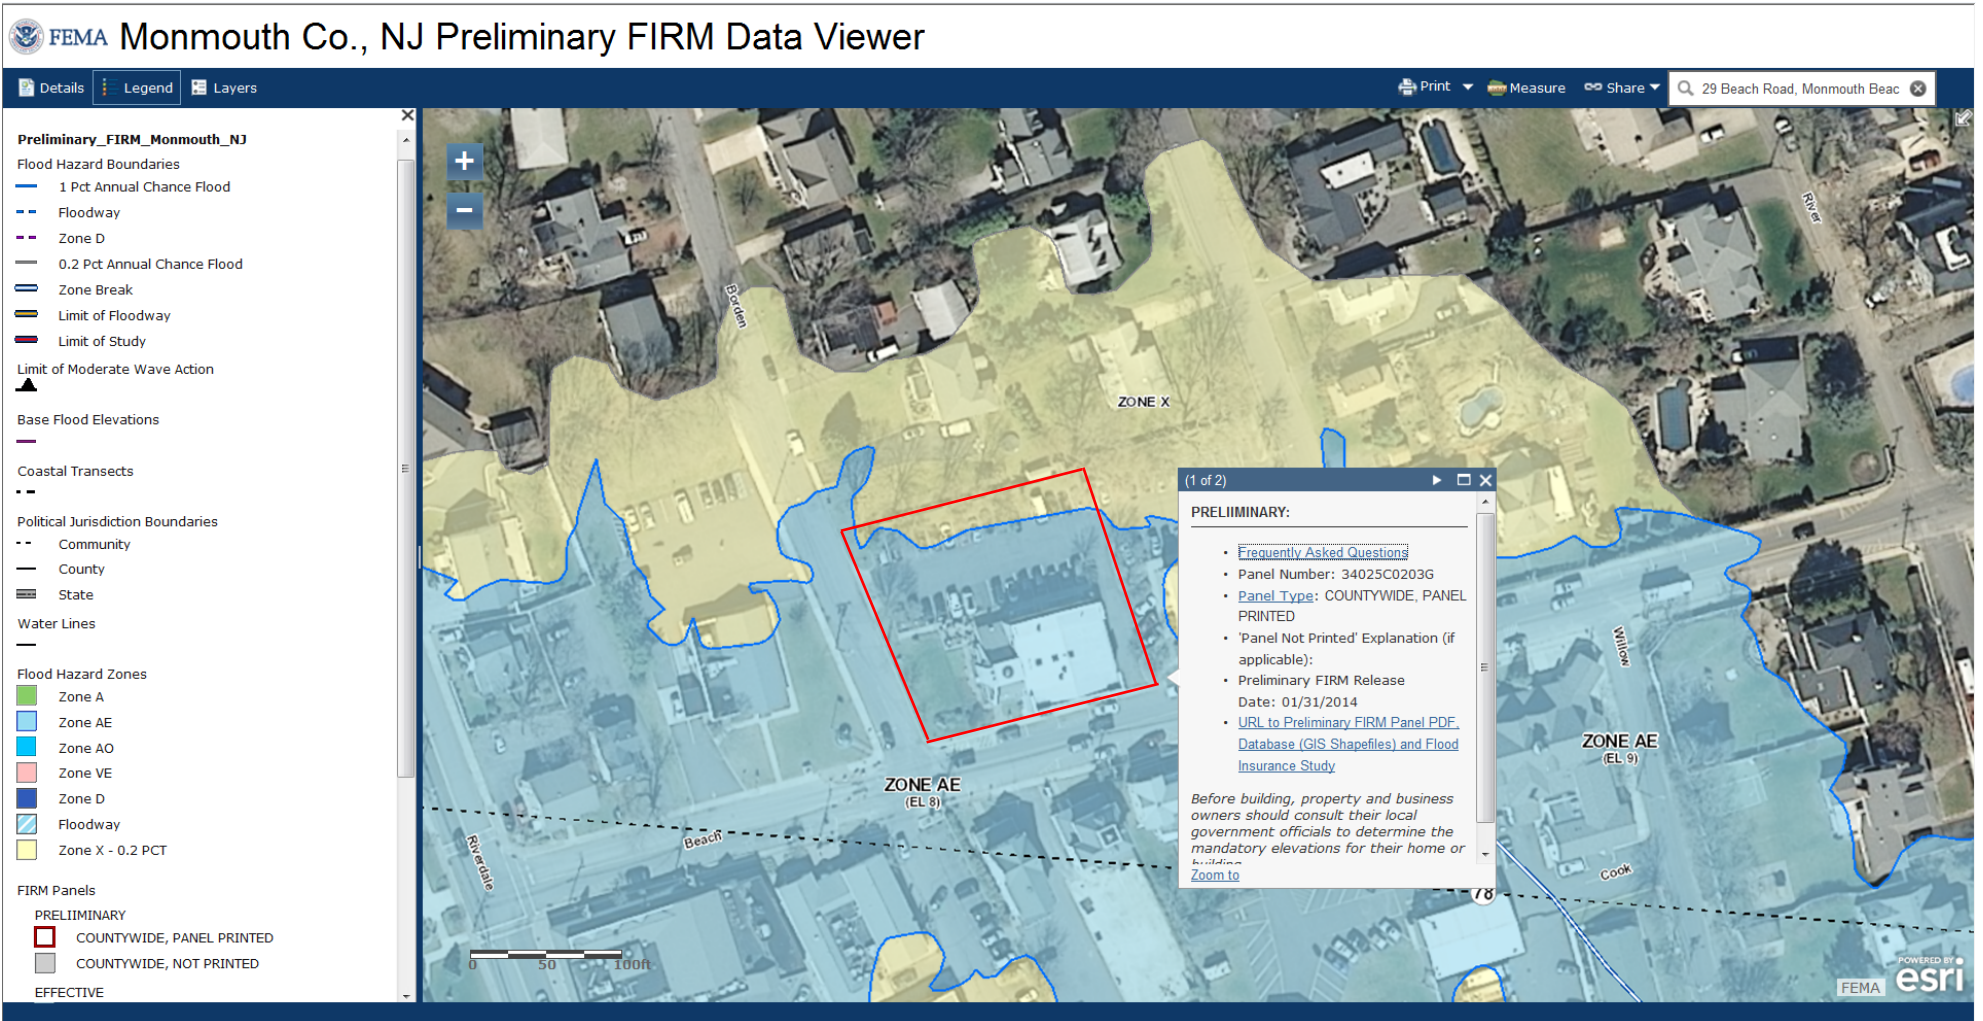 FEMA Monmouth Co., NJ Preliminary FIRM Data Viewer
Details Legend Layers Print Measure Share 29 Beach Road, Monmouth Beac
Preliminary_FIRM_Monmouth_NJ
Flood Hazard Boundaries
1 Pct Annual Chance Flood
Floodway
Zone D
0.2 Pct Annual Chance Flood
Zone Break
Limit of Floodway
Limit of Study
Limit of Moderate Wave Action
Base Flood Elevations
Coastal Transects
Political Jurisdiction Boundaries
Community
County
State
Water Lines
Flood Hazard Zones
Zone A
Zone AE
Zone AO
Zone VE
Zone D
Floodway
Zone X - 0.2 PCT
FIRM Panels
PRELIIMINARY
COUNTYWIDE, PANEL PRINTED
COUNTYWIDE, NOT PRINTED
EFFECTIVE
+
−
River
Borden
ZONE X
(1 of 2)
PRELIIMINARY:
• Frequently Asked Questions
• Panel Number: 34025C0203G
• Panel Type: COUNTYWIDE, PANEL
PRINTED
• 'Panel Not Printed' Explanation (if
applicable):
• Preliminary FIRM Release
Date: 01/31/2014
• URL to Preliminary FIRM Panel PDF,
Database (GIS Shapefiles) and Flood
Insurance Study
Before building, property and business
owners should consult their local
government officials to determine the
mandatory elevations for their home or
building
Zoom to
Willow
ZONE AE
(EL 9)
ZONE AE
(EL 8)
Beach
Riverdale
Cook
78
0 50 100ft
POWERED BY
esri
FEMA